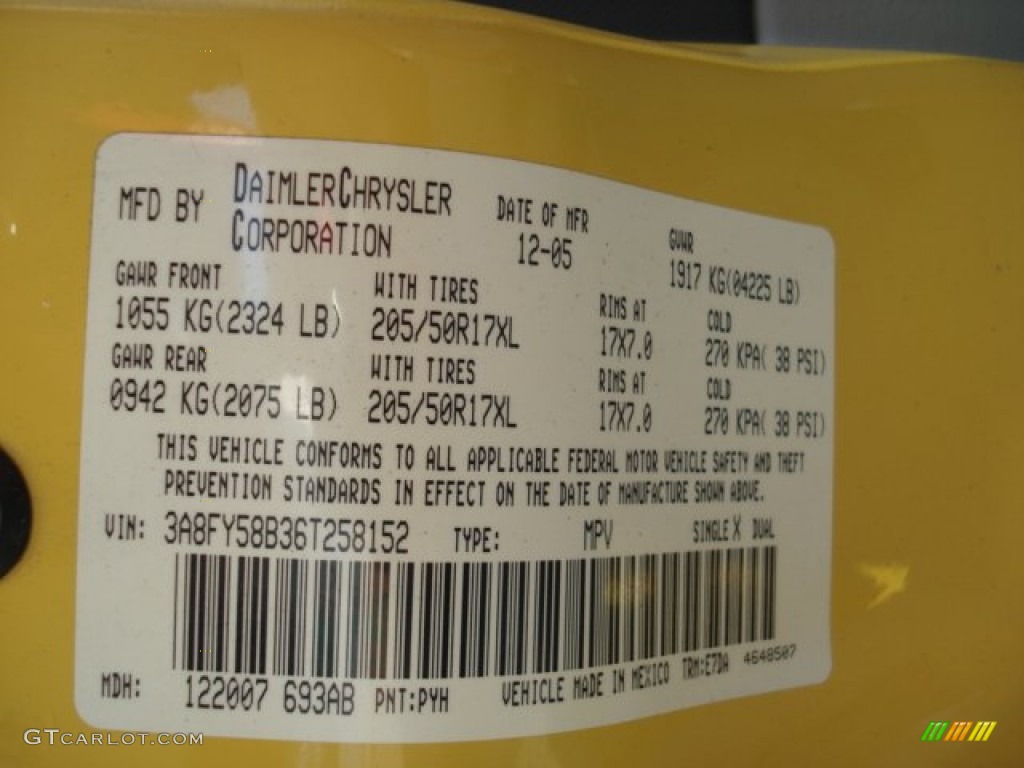 MFD BY DAIMLERCHRYSLER CORPORATION
DATE OF MFR 12-05
GVWR 1917 KG(04225 LB)
GAWR FRONT WITH TIRES RIMS AT COLD
1055 KG(2324 LB) 205/50R17XL 17X7.0 270 KPA( 38 PSI)
GAWR REAR WITH TIRES RIMS AT COLD
0942 KG(2075 LB) 205/50R17XL 17X7.0 270 KPA( 38 PSI)
THIS VEHICLE CONFORMS TO ALL APPLICABLE FEDERAL MOTOR VEHICLE SAFETY AND THEFT
PREVENTION STANDARDS IN EFFECT ON THE DATE OF MANUFACTURE SHOWN ABOVE.
VIN: 3A8FY58B36T258152 TYPE: MPV SINGLE X DUAL
MDH: 122007 693AB PNT:PYH VEHICLE MADE IN MEXICO TRM:E7DA 4648507
GTCARLOT.COM